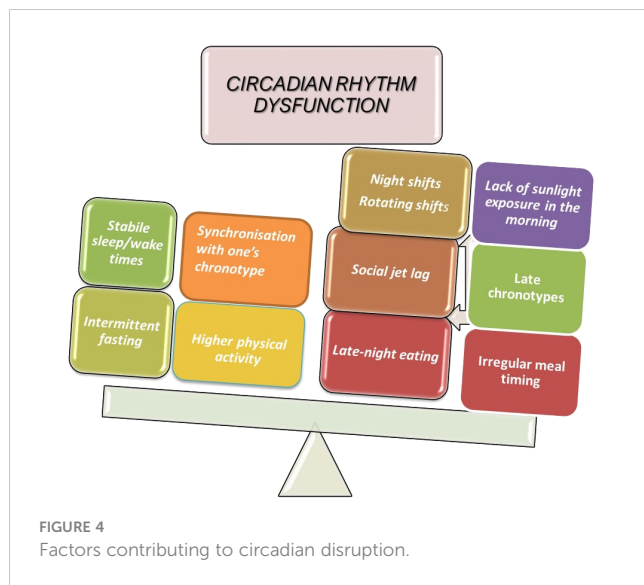 CIRCADIAN RHYTHM
DYSFUNCTION
Stabile
sleep/wake
times
Synchronisation
with one's
chronotype
Intermittent
fasting
Higher physical
activity
Night shifts
Rotating shifts
Lack of sunlight
exposure in the
morning
Social jet lag
Late
chronotypes
Late-night eating
Irregular meal
timing
FIGURE 4
Factors contributing to circadian disruption.